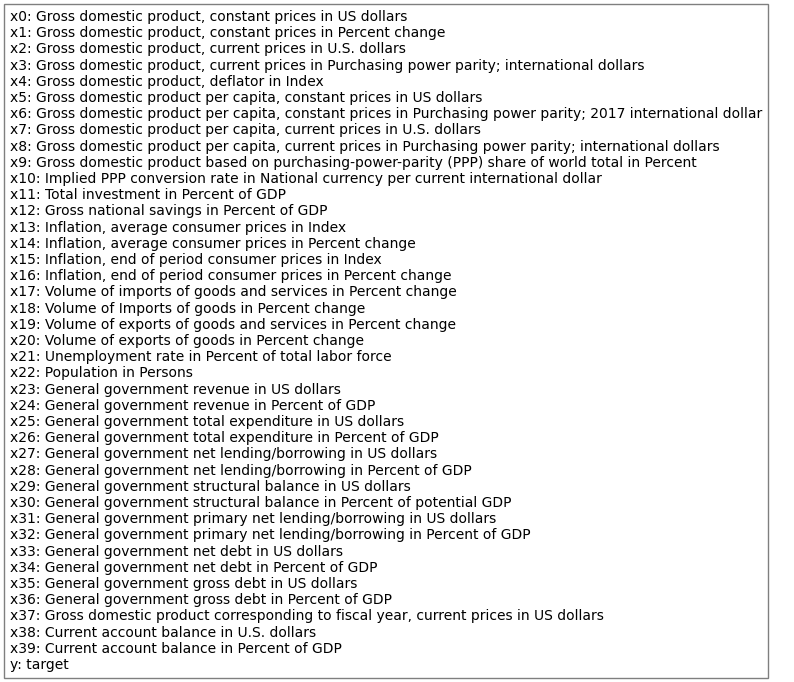 x0: Gross domestic product, constant prices in US dollars
x1: Gross domestic product, constant prices in Percent change
x2: Gross domestic product, current prices in U.S. dollars
x3: Gross domestic product, current prices in Purchasing power parity; international dollars
x4: Gross domestic product, deflator in Index
x5: Gross domestic product per capita, constant prices in US dollars
x6: Gross domestic product per capita, constant prices in Purchasing power parity; 2017 international dollar
x7: Gross domestic product per capita, current prices in U.S. dollars
x8: Gross domestic product per capita, current prices in Purchasing power parity; international dollars
x9: Gross domestic product based on purchasing-power-parity (PPP) share of world total in Percent
x10: Implied PPP conversion rate in National currency per current international dollar
x11: Total investment in Percent of GDP
x12: Gross national savings in Percent of GDP
x13: Inflation, average consumer prices in Index
x14: Inflation, average consumer prices in Percent change
x15: Inflation, end of period consumer prices in Index
x16: Inflation, end of period consumer prices in Percent change
x17: Volume of imports of goods and services in Percent change
x18: Volume of Imports of goods in Percent change
x19: Volume of exports of goods and services in Percent change
x20: Volume of exports of goods in Percent change
x21: Unemployment rate in Percent of total labor force
x22: Population in Persons
x23: General government revenue in US dollars
x24: General government revenue in Percent of GDP
x25: General government total expenditure in US dollars
x26: General government total expenditure in Percent of GDP
x27: General government net lending/borrowing in US dollars
x28: General government net lending/borrowing in Percent of GDP
x29: General government structural balance in US dollars
x30: General government structural balance in Percent of potential GDP
x31: General government primary net lending/borrowing in US dollars
x32: General government primary net lending/borrowing in Percent of GDP
x33: General government net debt in US dollars
x34: General government net debt in Percent of GDP
x35: General government gross debt in US dollars
x36: General government gross debt in Percent of GDP
x37: Gross domestic product corresponding to fiscal year, current prices in US dollars
x38: Current account balance in U.S. dollars
x39: Current account balance in Percent of GDP
y: target